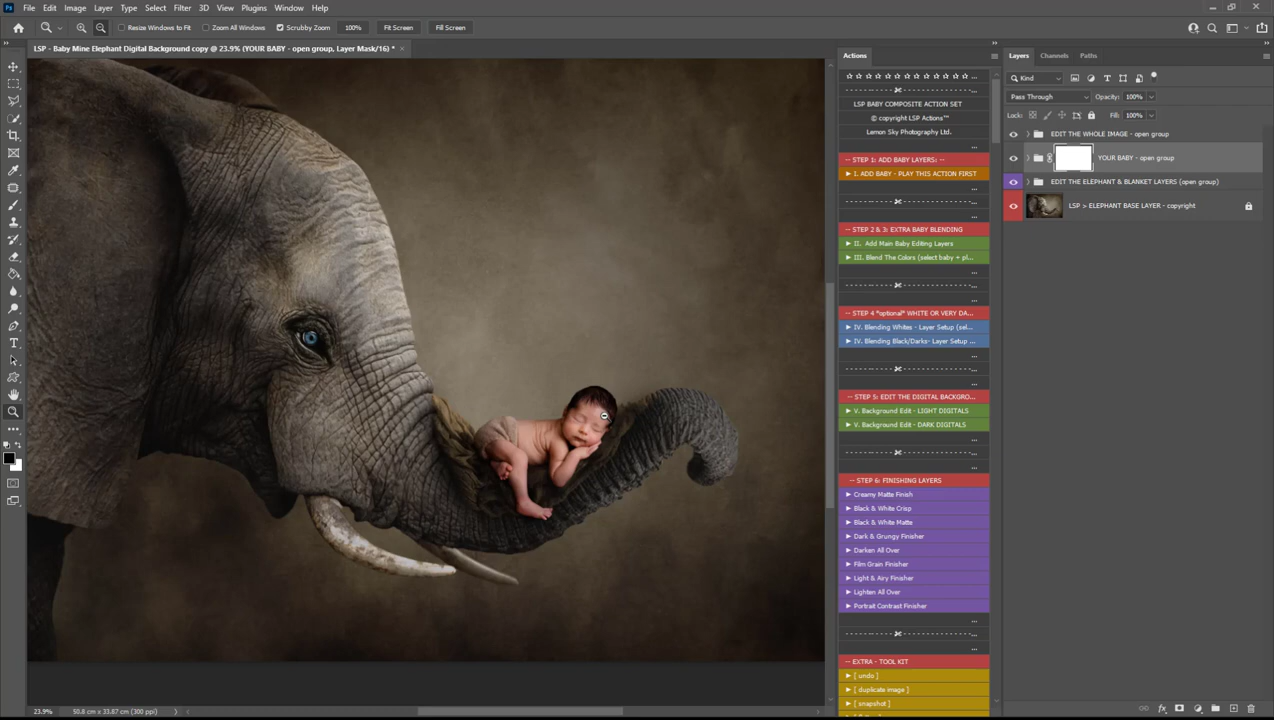 Ps File Edit Image Layer Type Select Filter 3D View Plugins Window Help
Resize Windows to Fit Zoom All Windows Scrubby Zoom 100% Fit Screen Fill Screen
LSP - Baby Mine Elephant Digital Background copy @ 23.9% (YOUR BABY - open group, Layer Mask/16) *
Actions
LSP BABY COMPOSITE ACTION SET
© copyright LSP Actions™
Lemon Sky Photography Ltd.
...
-- STEP 1: ADD BABY LAYERS: --
I. ADD BABY - PLAY THIS ACTION FIRST
...
-- STEP 2 & 3: EXTRA BABY BLENDING
II. Add Main Baby Editing Layers
III. Blend The Colors (select baby + pl...
...
-- STEP 4 *optional* WHITE OR VERY DA...
IV. Blending Whites - Layer Setup (sel...
IV. Blending Black/Darks- Layer Setup ...
...
-- STEP 5: EDIT THE DIGITAL BACKGRO...
V. Background Edit - LIGHT DIGITALS
V. Background Edit - DARK DIGITALS
...
-- STEP 6: FINISHING LAYERS
Creamy Matte Finish
Black & White Crisp
Black & White Matte
Dark & Grungy Finisher
Darken All Over
Film Grain Finisher
Light & Airy Finisher
Lighten All Over
Portrait Contrast Finisher
...
-- EXTRA - TOOL KIT
[ undo ]
[ duplicate image ]
[ snapshot ]
Layers Channels Paths
Kind
Pass Through Opacity: 100%
Lock: Fill: 100%
EDIT THE WHOLE IMAGE - open group
YOUR BABY - open group
EDIT THE ELEPHANT & BLANKET LAYERS (open group)
LSP > ELEPHANT BASE LAYER - copyright
23.9% 50.8 cm x 33.87 cm (300 ppi)